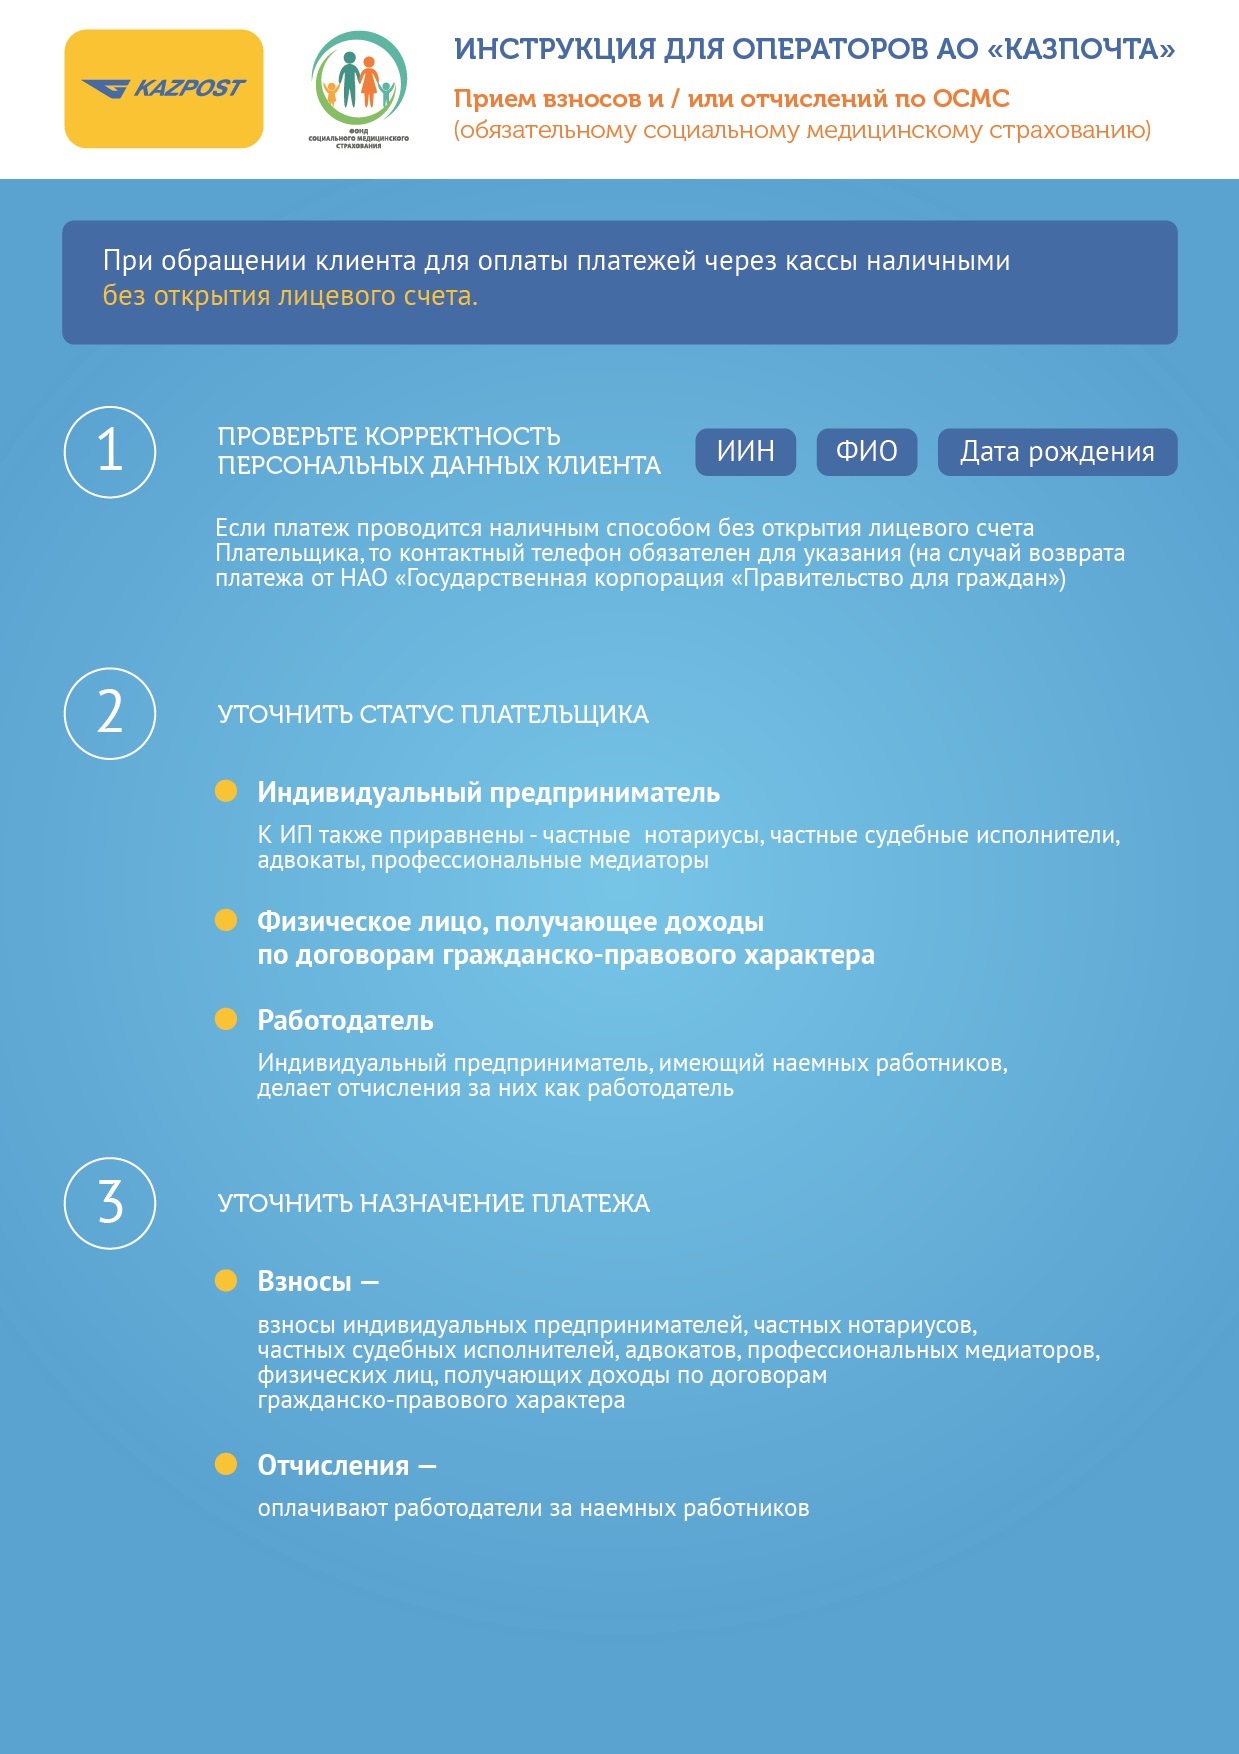 KAZPOST
ФОНД
СОЦИАЛЬНОГО МЕДИЦИНСКОГО
СТРАХОВАНИЯ
ИНСТРУКЦИЯ ДЛЯ ОПЕРАТОРОВ АО «КАЗПОЧТА»
Прием взносов и / или отчислений по ОСМС
(обязательному социальному медицинскому страхованию)
При обращении клиента для оплаты платежей через кассы наличными
без открытия лицевого счета.
1
ПРОВЕРЬТЕ КОРРЕКТНОСТЬ
ПЕРСОНАЛЬНЫХ ДАННЫХ КЛИЕНТА
ИИН
ФИО
Дата рождения
Если платеж проводится наличным способом без открытия лицевого счета
Плательщика, то контактный телефон обязателен для указания (на случай возврата
платежа от НАО «Государственная корпорация «Правительство для граждан»)
2
УТОЧНИТЬ СТАТУС ПЛАТЕЛЬЩИКА
Индивидуальный предприниматель
К ИП также приравнены - частные  нотариусы, частные судебные исполнители,
адвокаты, профессиональные медиаторы
Физическое лицо, получающее доходы
по договорам гражданско-правового характера
Работодатель
Индивидуальный предприниматель, имеющий наемных работников,
делает отчисления за них как работодатель
3
УТОЧНИТЬ НАЗНАЧЕНИЕ ПЛАТЕЖА
Взносы —
взносы индивидуальных предпринимателей, частных нотариусов,
частных судебных исполнителей, адвокатов, профессиональных медиаторов,
физических лиц, получающих доходы по договорам
гражданско-правового характера
Отчисления —
оплачивают работодатели за наемных работников